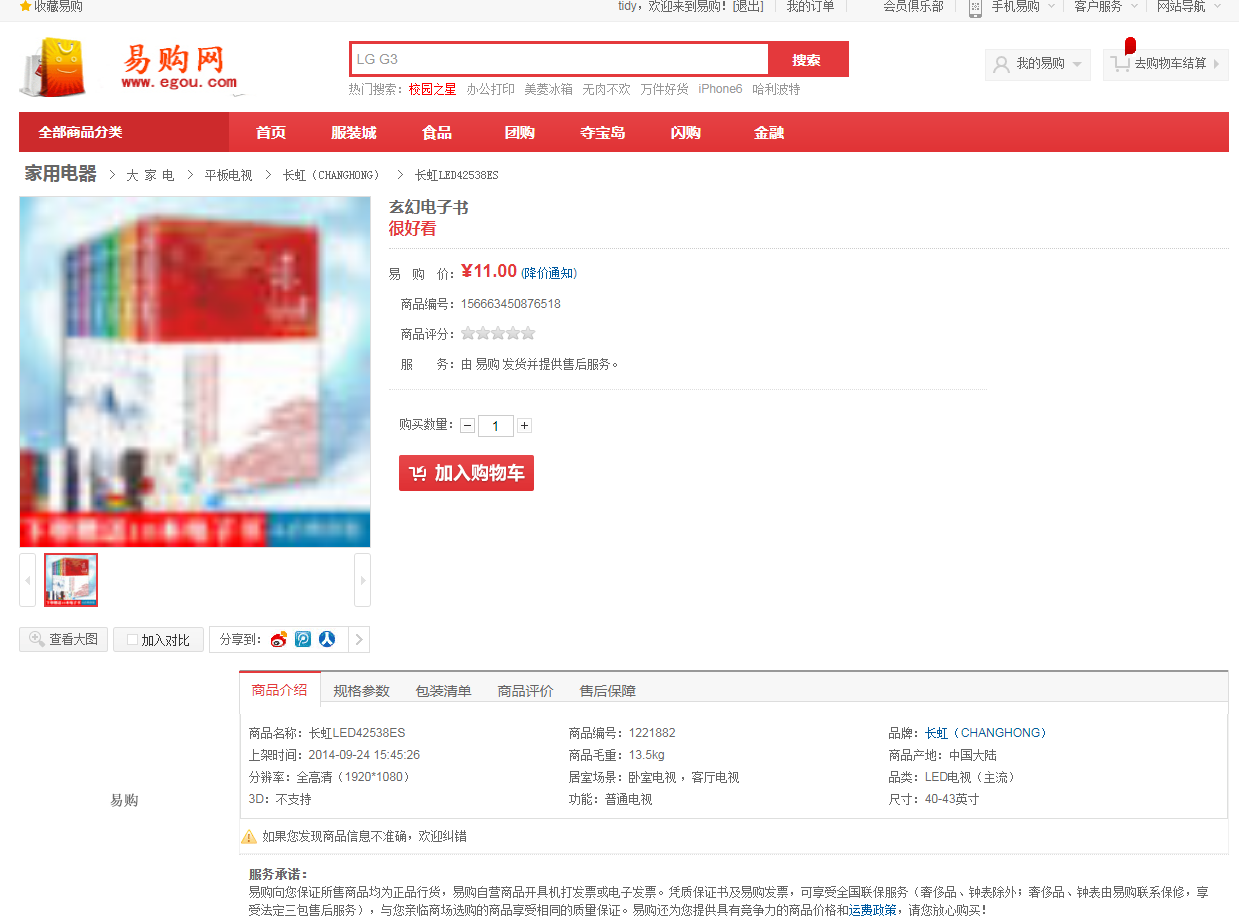 收藏易购
tidy，欢迎来到易购！[退出] 我的订单 会员俱乐部 手机易购 客户服务 网站导航
易购网
www.egou.com
LG G3 搜索
我的易购 去购物车结算
热门搜索：校园之星 办公打印 美菱冰箱 无肉不欢 万件好货 iPhone6 哈利波特
全部商品分类 首页 服装城 食品 团购 夺宝岛 闪购 金融
家用电器 > 大 家 电 > 平板电视 > 长虹（CHANGHONG） > 长虹LED42538ES
玄幻电子书
很好看
易 购 价：¥11.00 (降价通知)
商品编号：156663450876518
商品评分：
服 务：由 易购 发货并提供售后服务。
购买数量： − 1 +
加入购物车
查看大图 加入对比 分享到：
商品介绍 规格参数 包装清单 商品评价 售后保障
商品名称：长虹LED42538ES 商品编号：1221882 品牌：长虹（CHANGHONG）
上架时间：2014-09-24 15:45:26 商品毛重：13.5kg 商品产地：中国大陆
分辨率：全高清（1920*1080） 居室场景：卧室电视 ，客厅电视 品类：LED电视（主流）
3D：不支持 功能：普通电视 尺寸：40-43英寸
易购
如果您发现商品信息不准确，欢迎纠错
服务承诺：
易购向您保证所售商品均为正品行货，易购自营商品开具机打发票或电子发票。凭质保证书及易购发票，可享受全国联保服务（奢侈品、钟表除外；奢侈品、钟表由易购联系保修，享
受法定三包售后服务），与您亲临商场选购的商品享受相同的质量保证。易购还为您提供具有竞争力的商品价格和运费政策，请您放心购买！